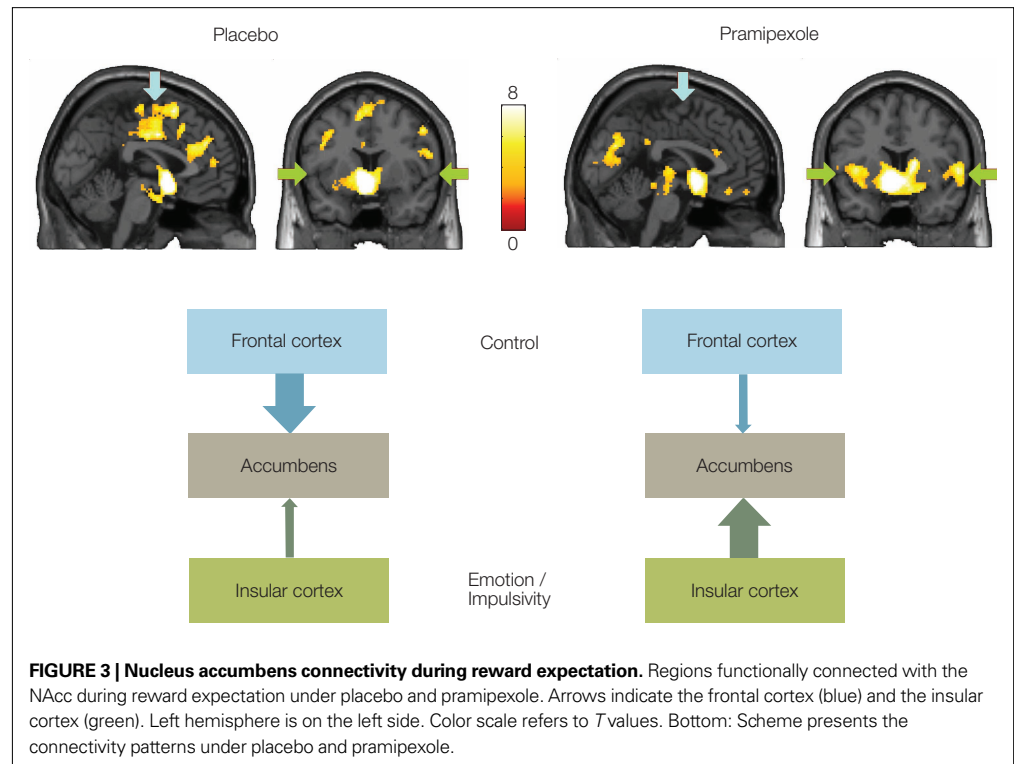 Placebo
Pramipexole
8
0
Frontal cortex
Control
Frontal cortex
Accumbens
Accumbens
Insular cortex
Emotion /
Impulsivity
Insular cortex
FIGURE 3 | Nucleus accumbens connectivity during reward expectation. Regions functionally connected with the
NAcc during reward expectation under placebo and pramipexole. Arrows indicate the frontal cortex (blue) and the insular
cortex (green). Left hemisphere is on the left side. Color scale refers to T values. Bottom: Scheme presents the
connectivity patterns under placebo and pramipexole.